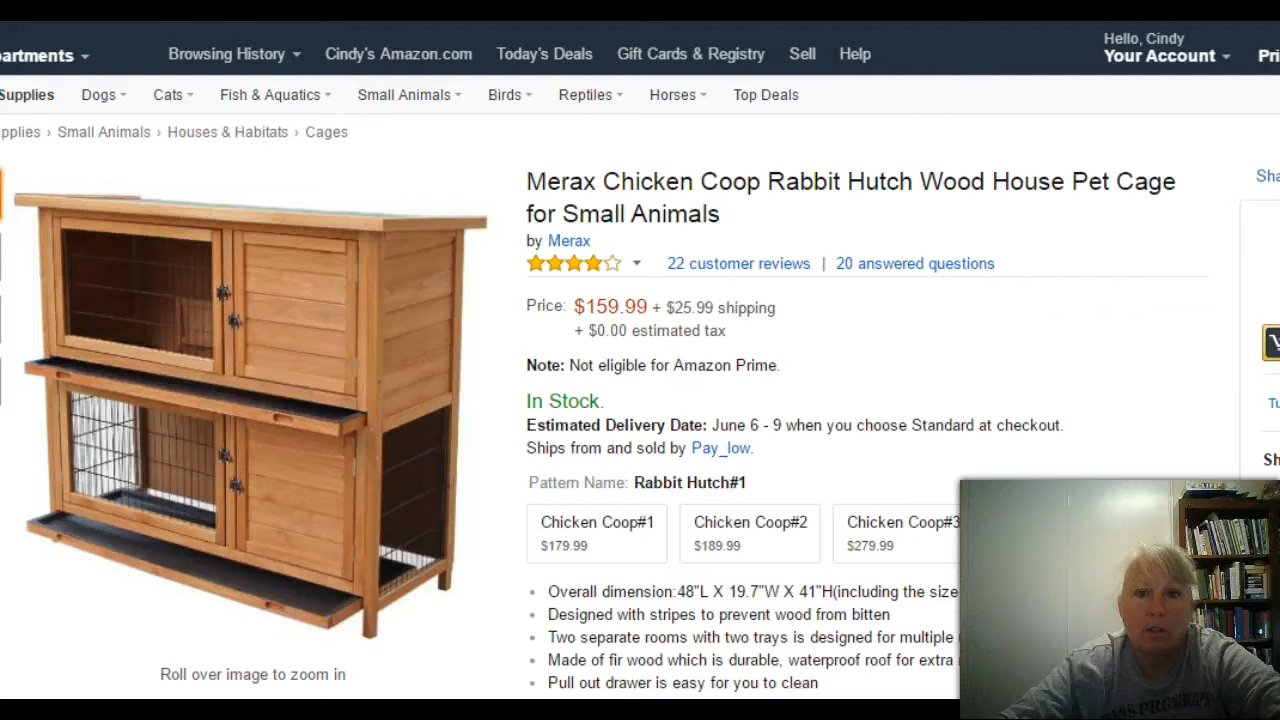 Browsing History
Cindy's Amazon.com
Today's Deals
Gift Cards & Registry
Sell
Help
Hello, Cindy
Your Account
Dogs
Cats
Fish & Aquatics
Small Animals
Birds
Reptiles
Horses
Top Deals
Supplies
› Small Animals › Houses & Habitats › Cages
Merax Chicken Coop Rabbit Hutch Wood House Pet Cage
for Small Animals
by Merax
22 customer reviews | 20 answered questions
Price: $159.99 + $25.99 shipping
+ $0.00 estimated tax
Note: Not eligible for Amazon Prime.
In Stock.
Estimated Delivery Date: June 6 - 9 when you choose Standard at checkout.
Ships from and sold by Pay_low.
Pattern Name: Rabbit Hutch#1
Chicken Coop#1
$179.99
Chicken Coop#2
$189.99
Chicken Coop#3
$279.99
• Overall dimension:48"L X 19.7"W X 41"H(including the size
• Designed with stripes to prevent wood from bitten
• Two separate rooms with two trays is designed for multiple
• Made of fir wood which is durable, waterproof roof for extra
• Pull out drawer is easy for you to clean
Roll over image to zoom in